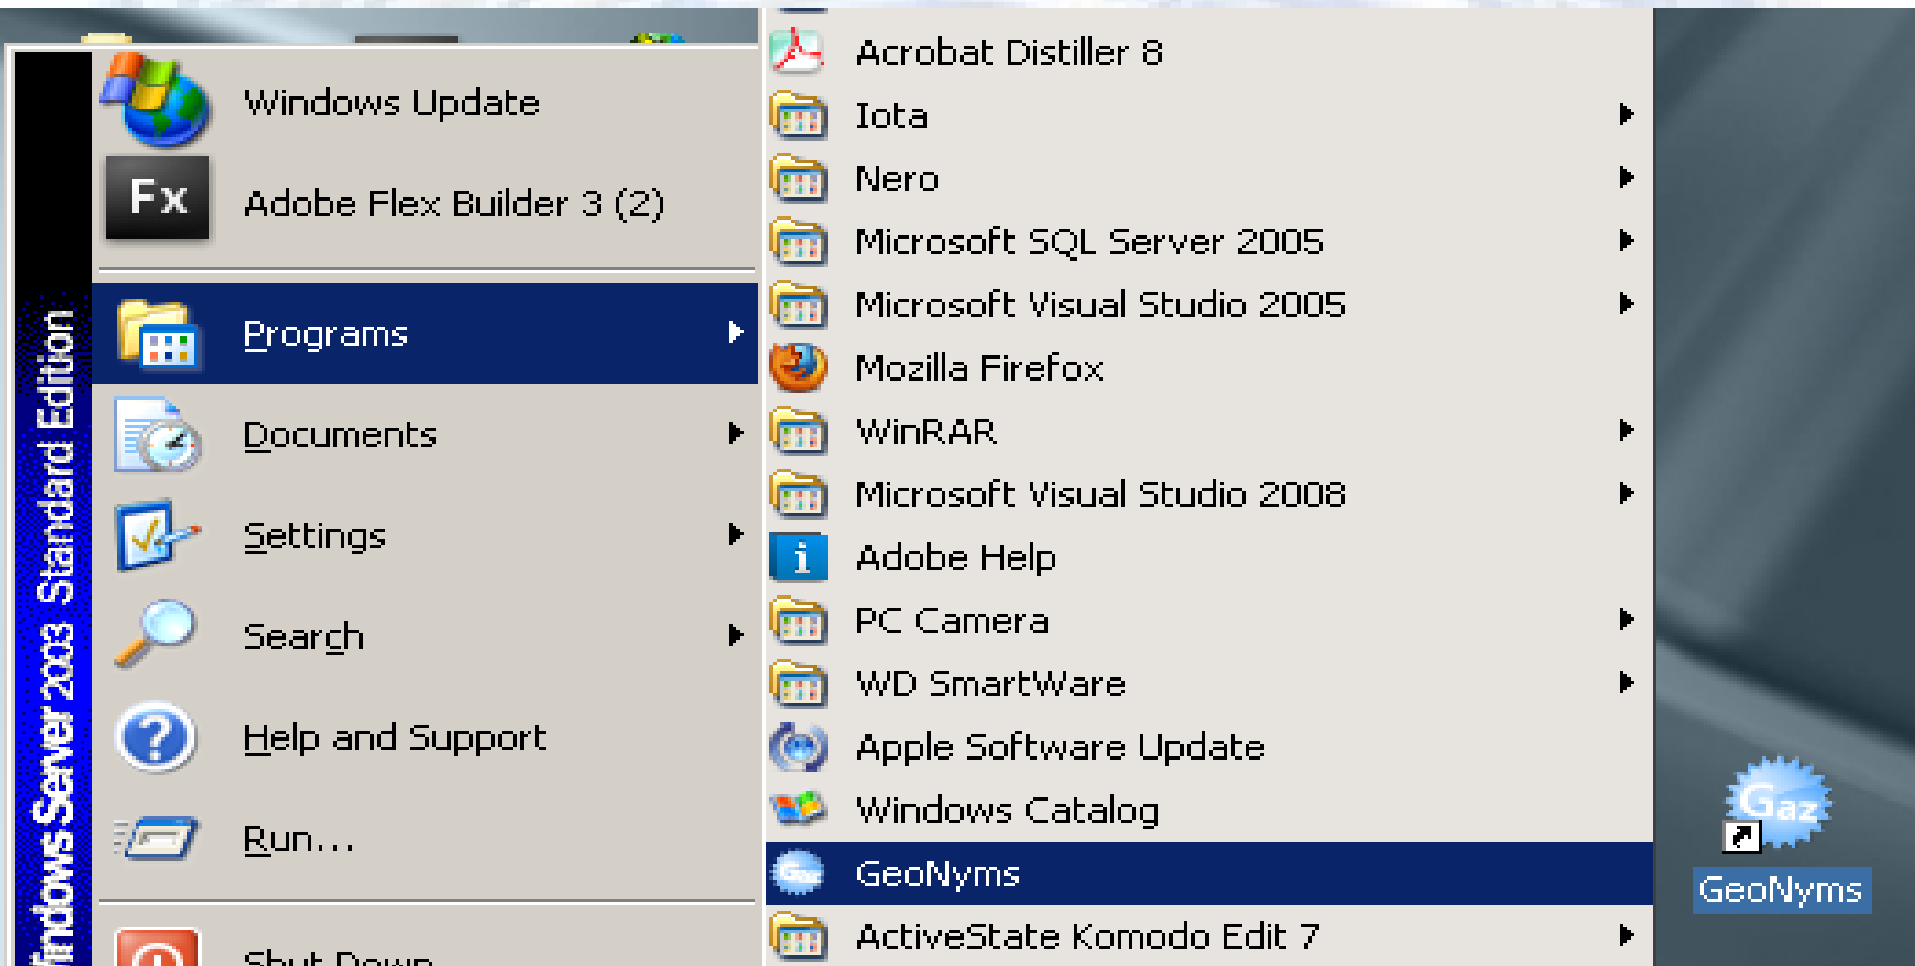 Windows Update
Fx
Adobe Flex Builder 3 (2)
Programs
Documents
Settings
Search
Help and Support
Run...
Shut Down
Windows Server 2003 Standard Edition
Acrobat Distiller 8
Iota
Nero
Microsoft SQL Server 2005
Microsoft Visual Studio 2005
Mozilla Firefox
WinRAR
Microsoft Visual Studio 2008
Adobe Help
PC Camera
WD SmartWare
Apple Software Update
Windows Catalog
GeoNyms
ActiveState Komodo Edit 7
Gaz
GeoNyms